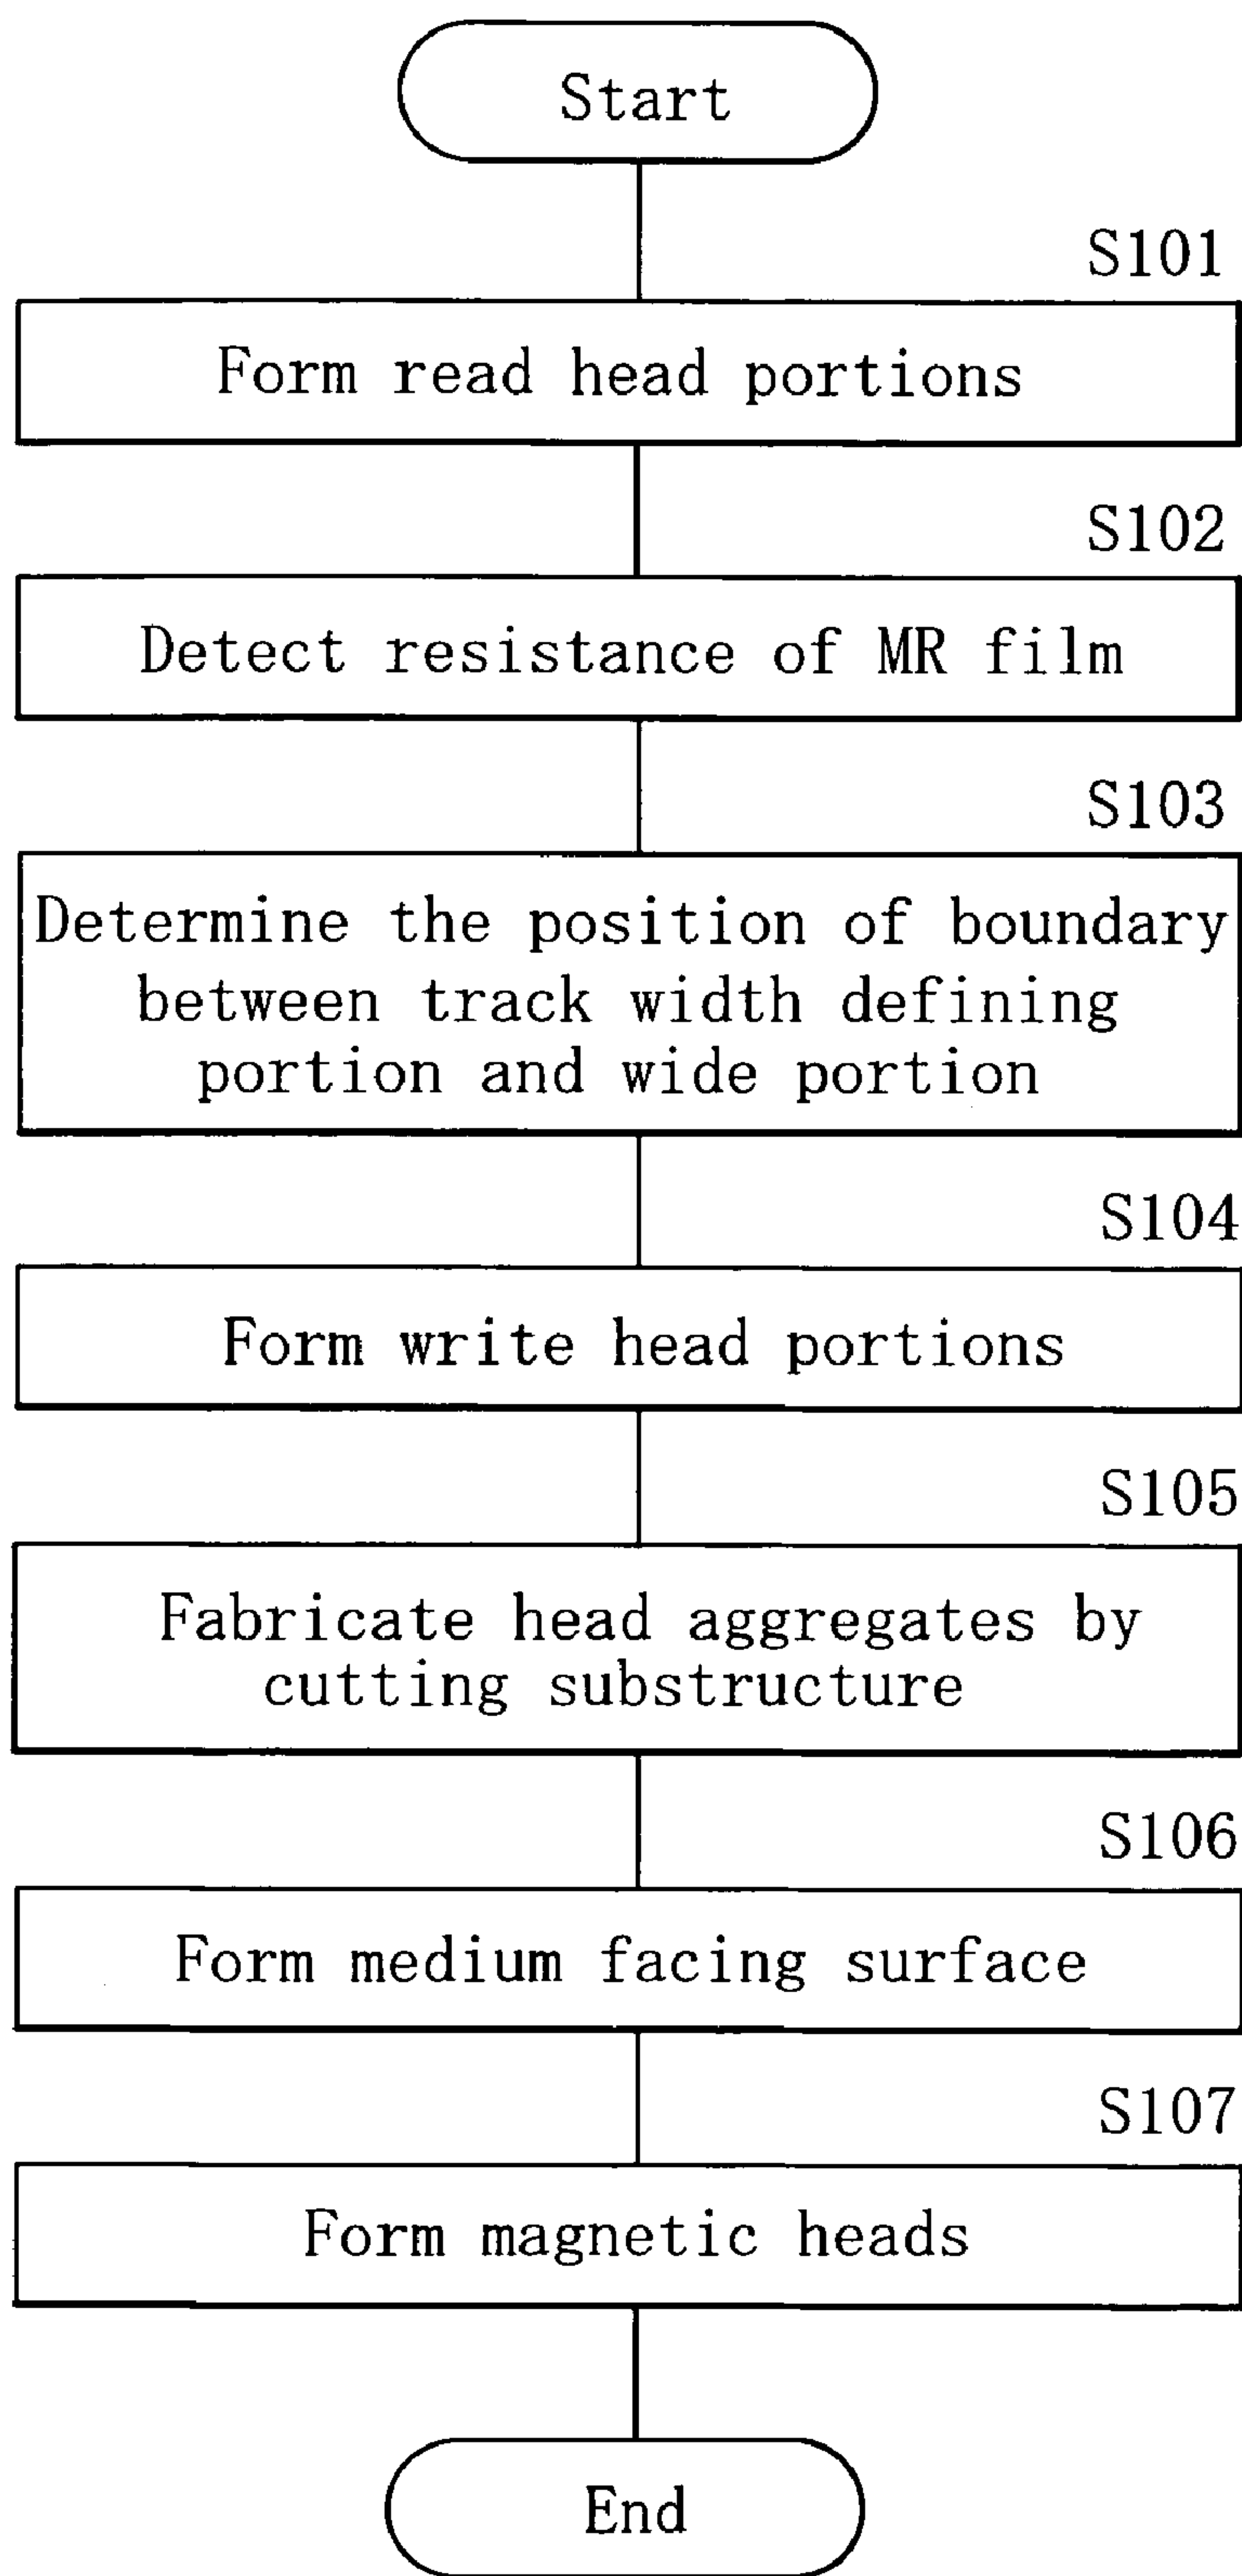 Start
S101
Form read head portions
S102
Detect resistance of MR film
S103
Determine the position of boundary
between track width defining
portion and wide portion
S104
Form write head portions
S105
Fabricate head aggregates by
cutting substructure
S106
Form medium facing surface
S107
Form magnetic heads
End